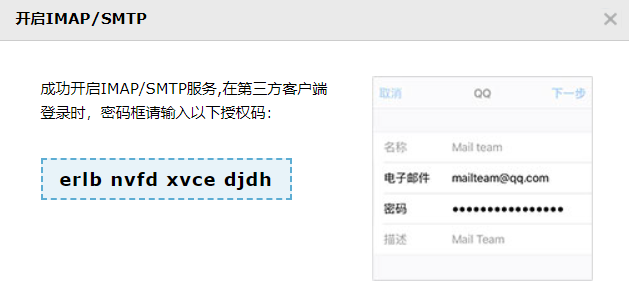 开启IMAP/SMTP
成功开启IMAP/SMTP服务,在第三方客户端
登录时，密码框请输入以下授权码：
erlb nvfd xvce djdh
取消 QQ 下一步
名称 Mail team
电子邮件 mailteam@qq.com
密码 ●●●●●●●●●●●●●●●●
描述 Mail Team